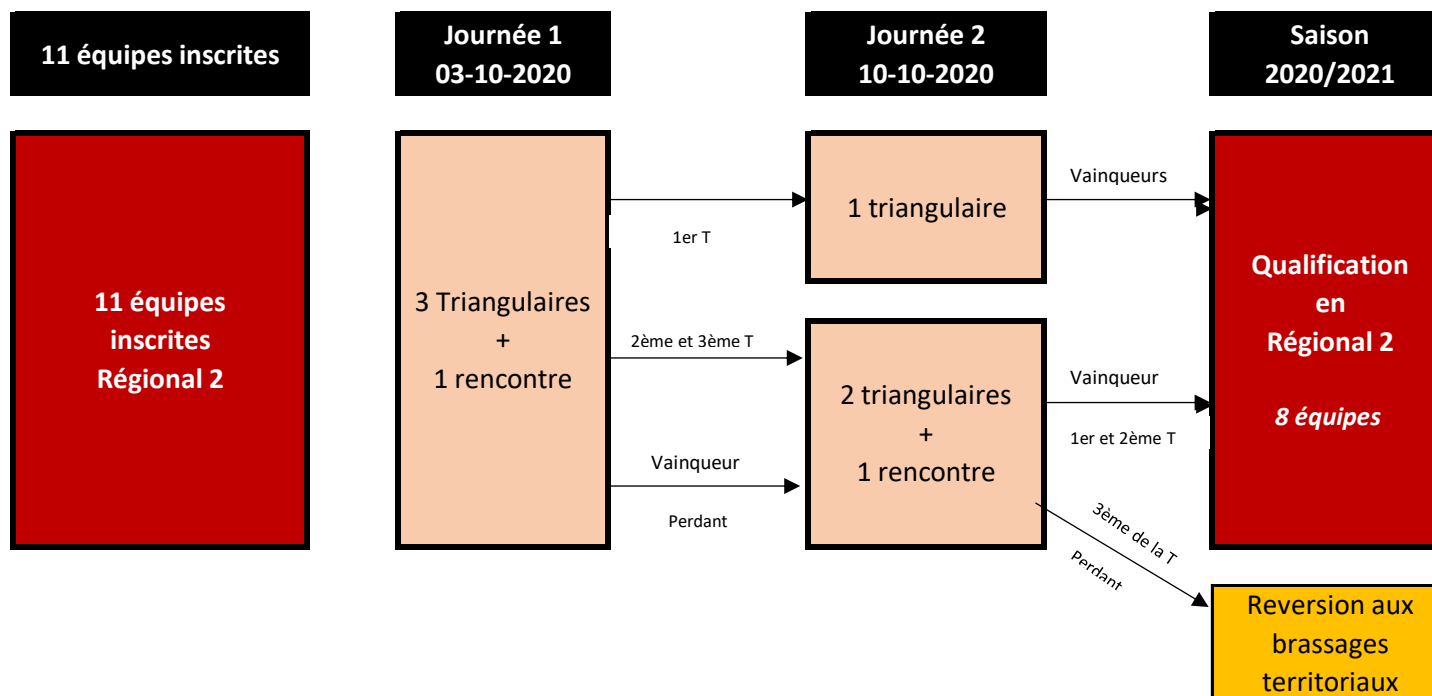 11 équipes inscrites
Journée 1
03-10-2020
Journée 2
10-10-2020
Saison
2020/2021
11 équipes
inscrites
Régional 2
3 Triangulaires
+
1 rencontre
1er T
2ème et 3ème T
Vainqueur
Perdant
1 triangulaire
2 triangulaires
+
1 rencontre
Vainqueurs
Vainqueur
1er et 2ème T
3ème de la T
Perdant
Qualification
en
Régional 2
8 équipes
Reversion aux
brassages
territoriaux